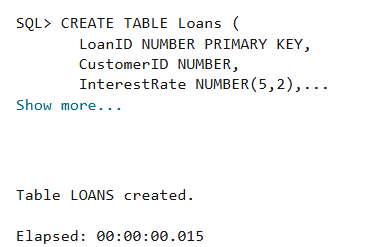 SQL> CREATE TABLE Loans (
LoanID NUMBER PRIMARY KEY,
CustomerID NUMBER,
InterestRate NUMBER(5,2),...
Show more...
Table LOANS created.
Elapsed: 00:00:00.015